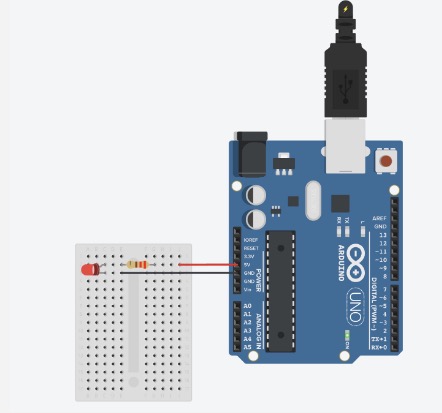 AREF
GND
13
12
11
~10
~9
8
7
~6
~5
4
~3
2
TX→1
RX←0
DIGITAL (PWM~)
L
TX
RX
ARDUINO
UNO
ON
IOREF
RESET
3.3V
5V
GND
GND
Vin
POWER
A0
A1
A2
A3
A4
A5
ANALOG IN